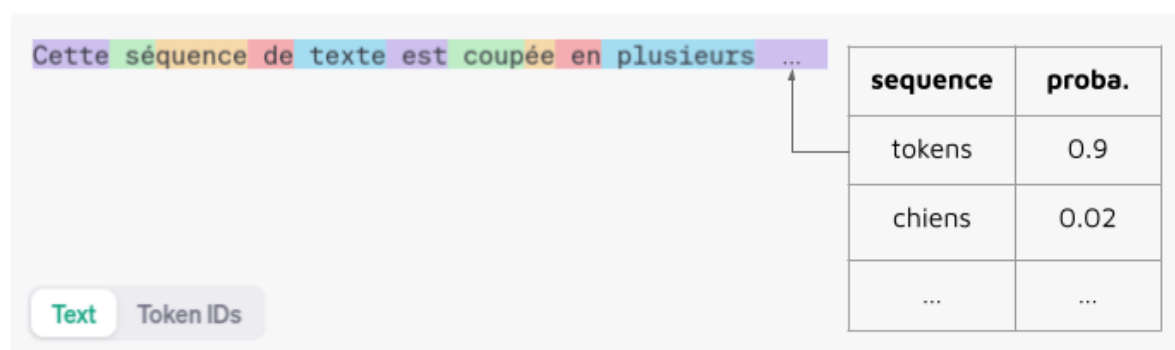 Cette séquence de texte est coupée en plusieurs ...
sequence proba.
tokens 0.9
chiens 0.02
... ...
Text Token IDs